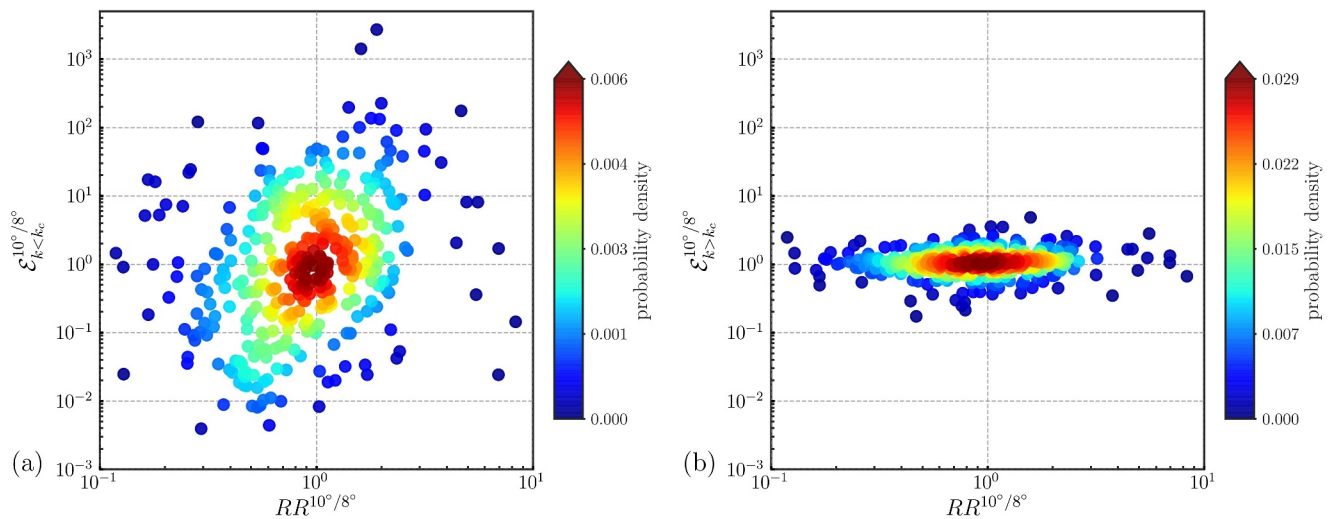 10³
10²
10¹
10⁰
10⁻¹
10⁻²
10⁻³
10⁻¹ 10⁰ 10¹
ℰ_{k<k_c}^{10°/8°}
RR^{10°/8°}
(a)
0.006
0.004
0.003
0.001
0.000
probability density
10³
10²
10¹
10⁰
10⁻¹
10⁻²
10⁻³
10⁻¹ 10⁰ 10¹
ℰ_{k>k_c}^{10°/8°}
RR^{10°/8°}
(b)
0.029
0.022
0.015
0.007
0.000
probability density